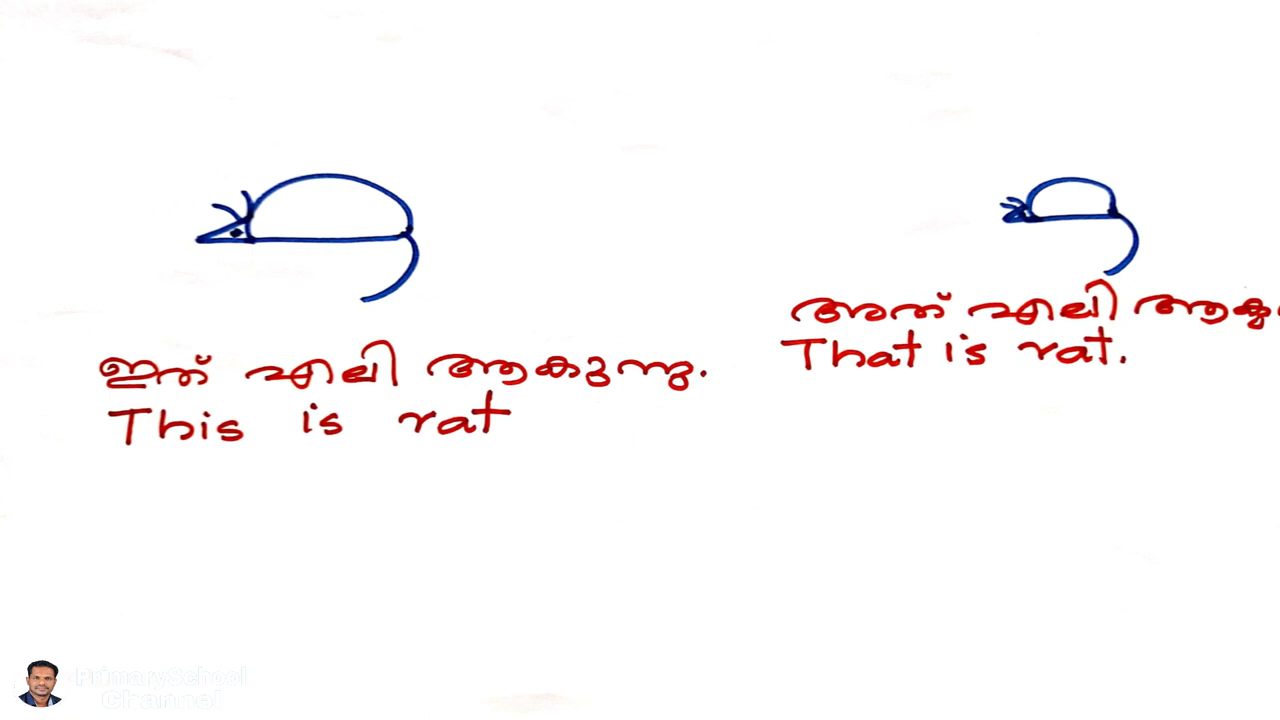 ഇത് എലി ആകുന്നു.
This is rat
അത് എലി
That is rat.
PrimarySchool
Channel